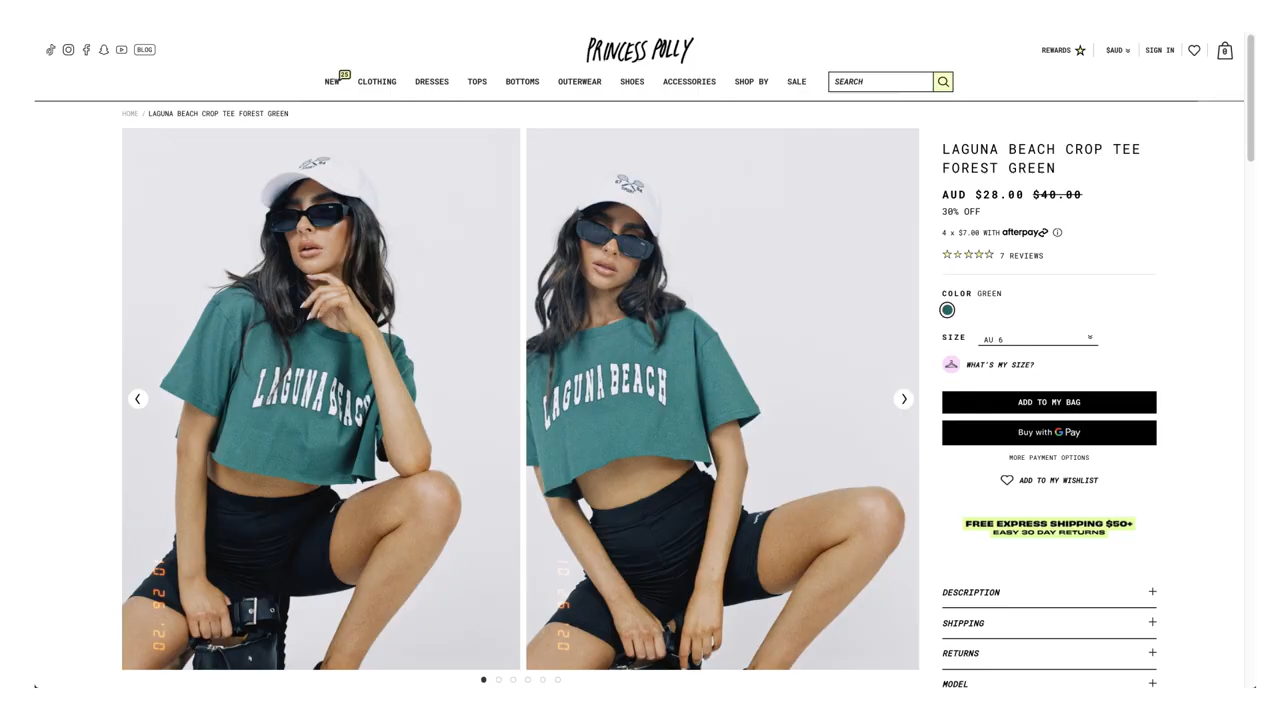 BLOG
PRINCESS POLLY
REWARDS
$AUD
SIGN IN
0
NEW
25
CLOTHING
DRESSES
TOPS
BOTTOMS
OUTERWEAR
SHOES
ACCESSORIES
SHOP BY
SALE
SEARCH
HOME / LAGUNA BEACH CROP TEE FOREST GREEN
LAGUNA BEACH
LAGUNA BEACH
LAGUNA BEACH CROP TEE
FOREST GREEN
AUD $28.00 $40.00
30% OFF
4 x $7.00 WITH afterpay
7 REVIEWS
COLOR GREEN
SIZE AU 6
WHAT'S MY SIZE?
ADD TO MY BAG
Buy with G Pay
MORE PAYMENT OPTIONS
ADD TO MY WISHLIST
FREE EXPRESS SHIPPING $50+
EASY 30 DAY RETURNS
DESCRIPTION
SHIPPING
RETURNS
MODEL